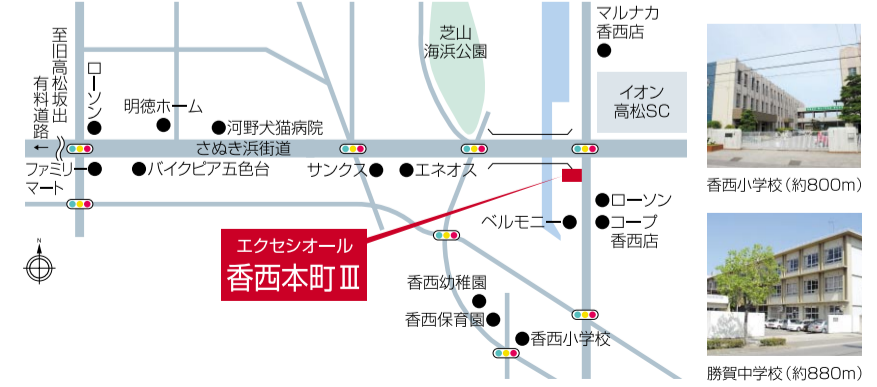 至旧高松坂出
有料道路
ローソン
明徳ホーム
河野犬猫病院
さぬき浜街道
ファミリー
マート
バイクピア五色台
サンクス
エネオス
芝山
海浜公園
マルナカ
香西店
イオン
高松SC
ローソン
コープ
香西店
ベルモニー
エクセシオール
香西本町Ⅲ
香西幼稚園
香西保育園
香西小学校
N
香西小学校（約800m）
勝賀中学校（約880m）